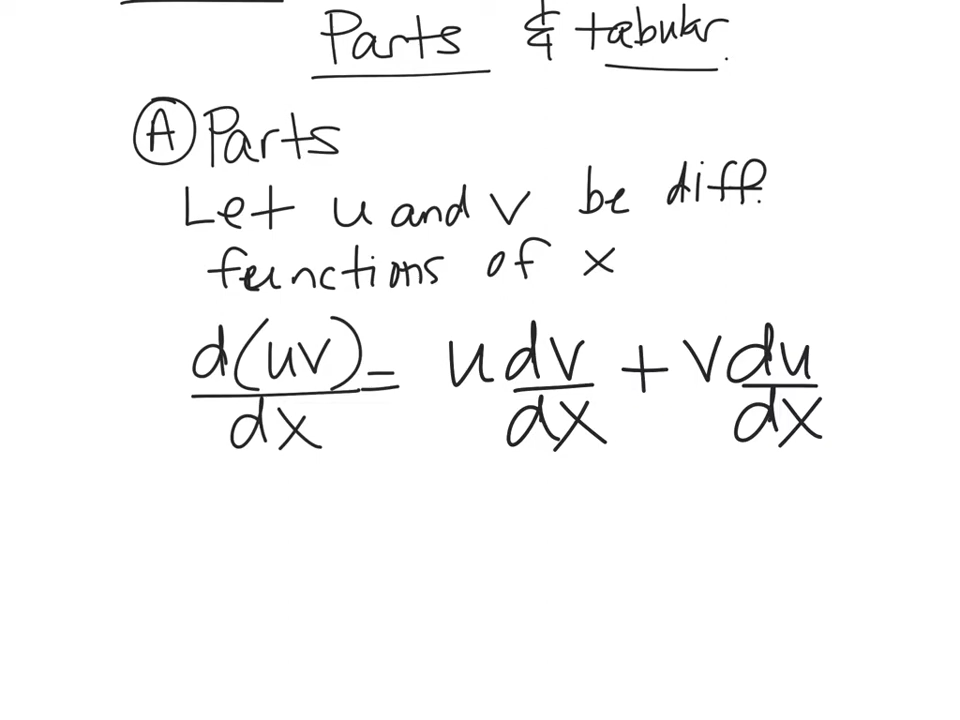 Parts & tabular.
Ⓐ Parts
Let u and v be diff.
functions of x
d(uv)/dx = u dv/dx + v du/dx